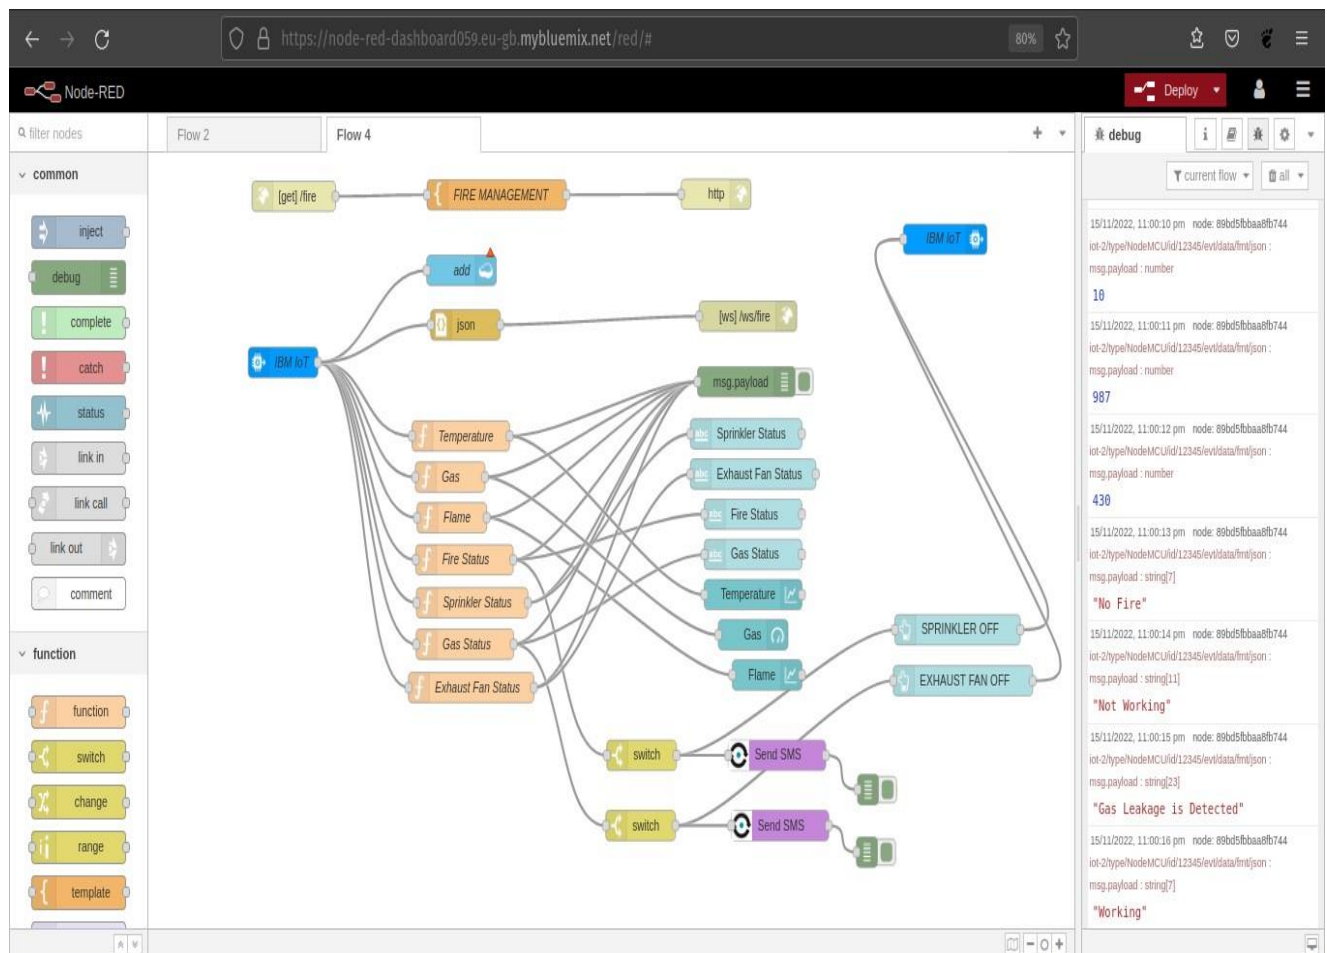 https://node-red-dashboard059.eu-gb.mybluemix.net/red/#
80%
Node-RED
Deploy
filter nodes
Flow 2
Flow 4
debug
i
common
current flow
all
inject
debug
complete
catch
status
link in
link call
link out
comment
function
function
switch
change
range
template
[get] /fire
FIRE MANAGEMENT
http
IBM IoT
add
json
[ws] /ws/fire
IBM IoT
msg.payload
Temperature
Sprinkler Status
Gas
Exhaust Fan Status
Flame
Fire Status
Fire Status
Gas Status
Sprinkler Status
Temperature
Gas Status
Gas
Exhaust Fan Status
Flame
SPRINKLER OFF
EXHAUST FAN OFF
switch
Send SMS
switch
Send SMS
15/11/2022, 11:00:10 pm node: 89bd5fbbaa8fb744
iot-2/type/NodeMCU/id/12345/evt/data/fmt/json :
msg.payload : number
10
15/11/2022, 11:00:11 pm node: 89bd5fbbaa8fb744
iot-2/type/NodeMCU/id/12345/evt/data/fmt/json :
msg.payload : number
987
15/11/2022, 11:00:12 pm node: 89bd5fbbaa8fb744
iot-2/type/NodeMCU/id/12345/evt/data/fmt/json :
msg.payload : number
430
15/11/2022, 11:00:13 pm node: 89bd5fbbaa8fb744
iot-2/type/NodeMCU/id/12345/evt/data/fmt/json :
msg.payload : string[7]
"No Fire"
15/11/2022, 11:00:14 pm node: 89bd5fbbaa8fb744
iot-2/type/NodeMCU/id/12345/evt/data/fmt/json :
msg.payload : string[11]
"Not Working"
15/11/2022, 11:00:15 pm node: 89bd5fbbaa8fb744
iot-2/type/NodeMCU/id/12345/evt/data/fmt/json :
msg.payload : string[23]
"Gas Leakage is Detected"
15/11/2022, 11:00:16 pm node: 89bd5fbbaa8fb744
iot-2/type/NodeMCU/id/12345/evt/data/fmt/json :
msg.payload : string[7]
"Working"